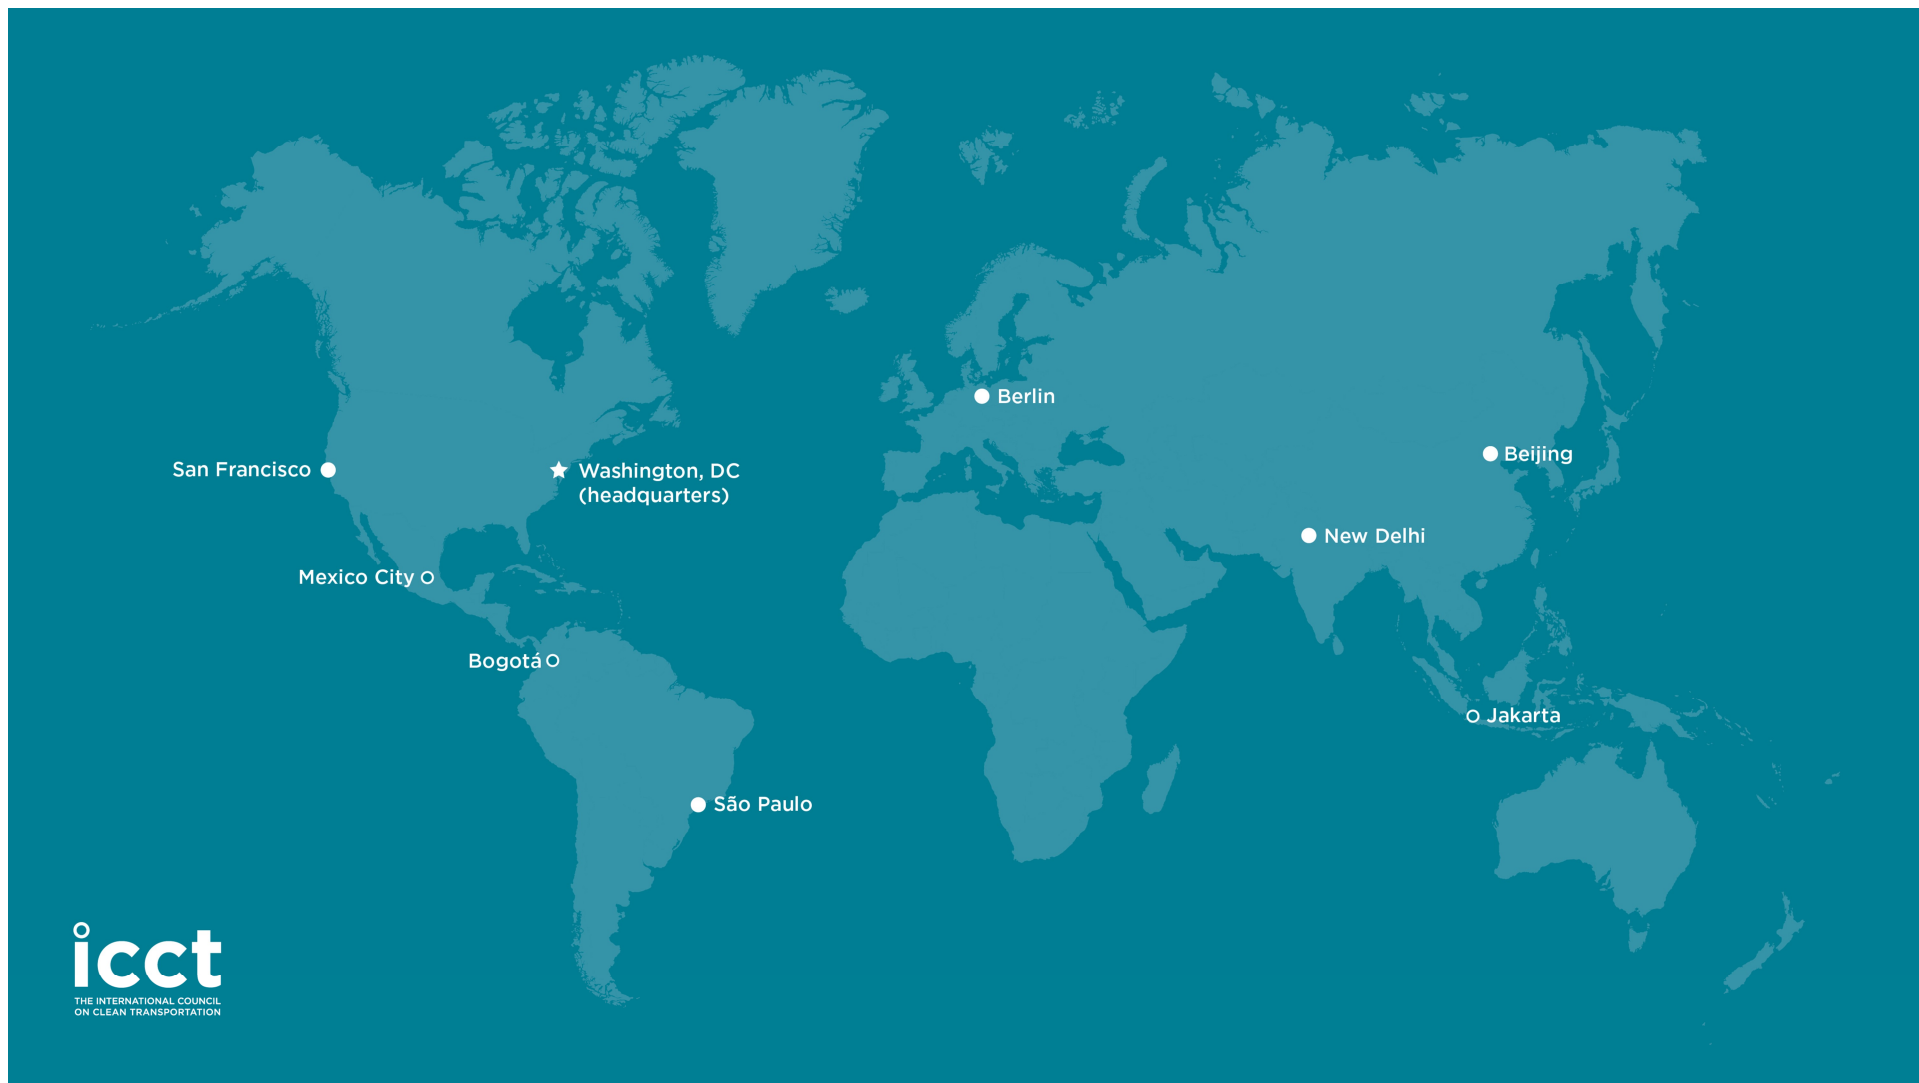 Berlin
Beijing
San Francisco
Washington, DC
(headquarters)
New Delhi
Mexico City
Bogotá
Jakarta
São Paulo
icct
THE INTERNATIONAL COUNCIL
ON CLEAN TRANSPORTATION